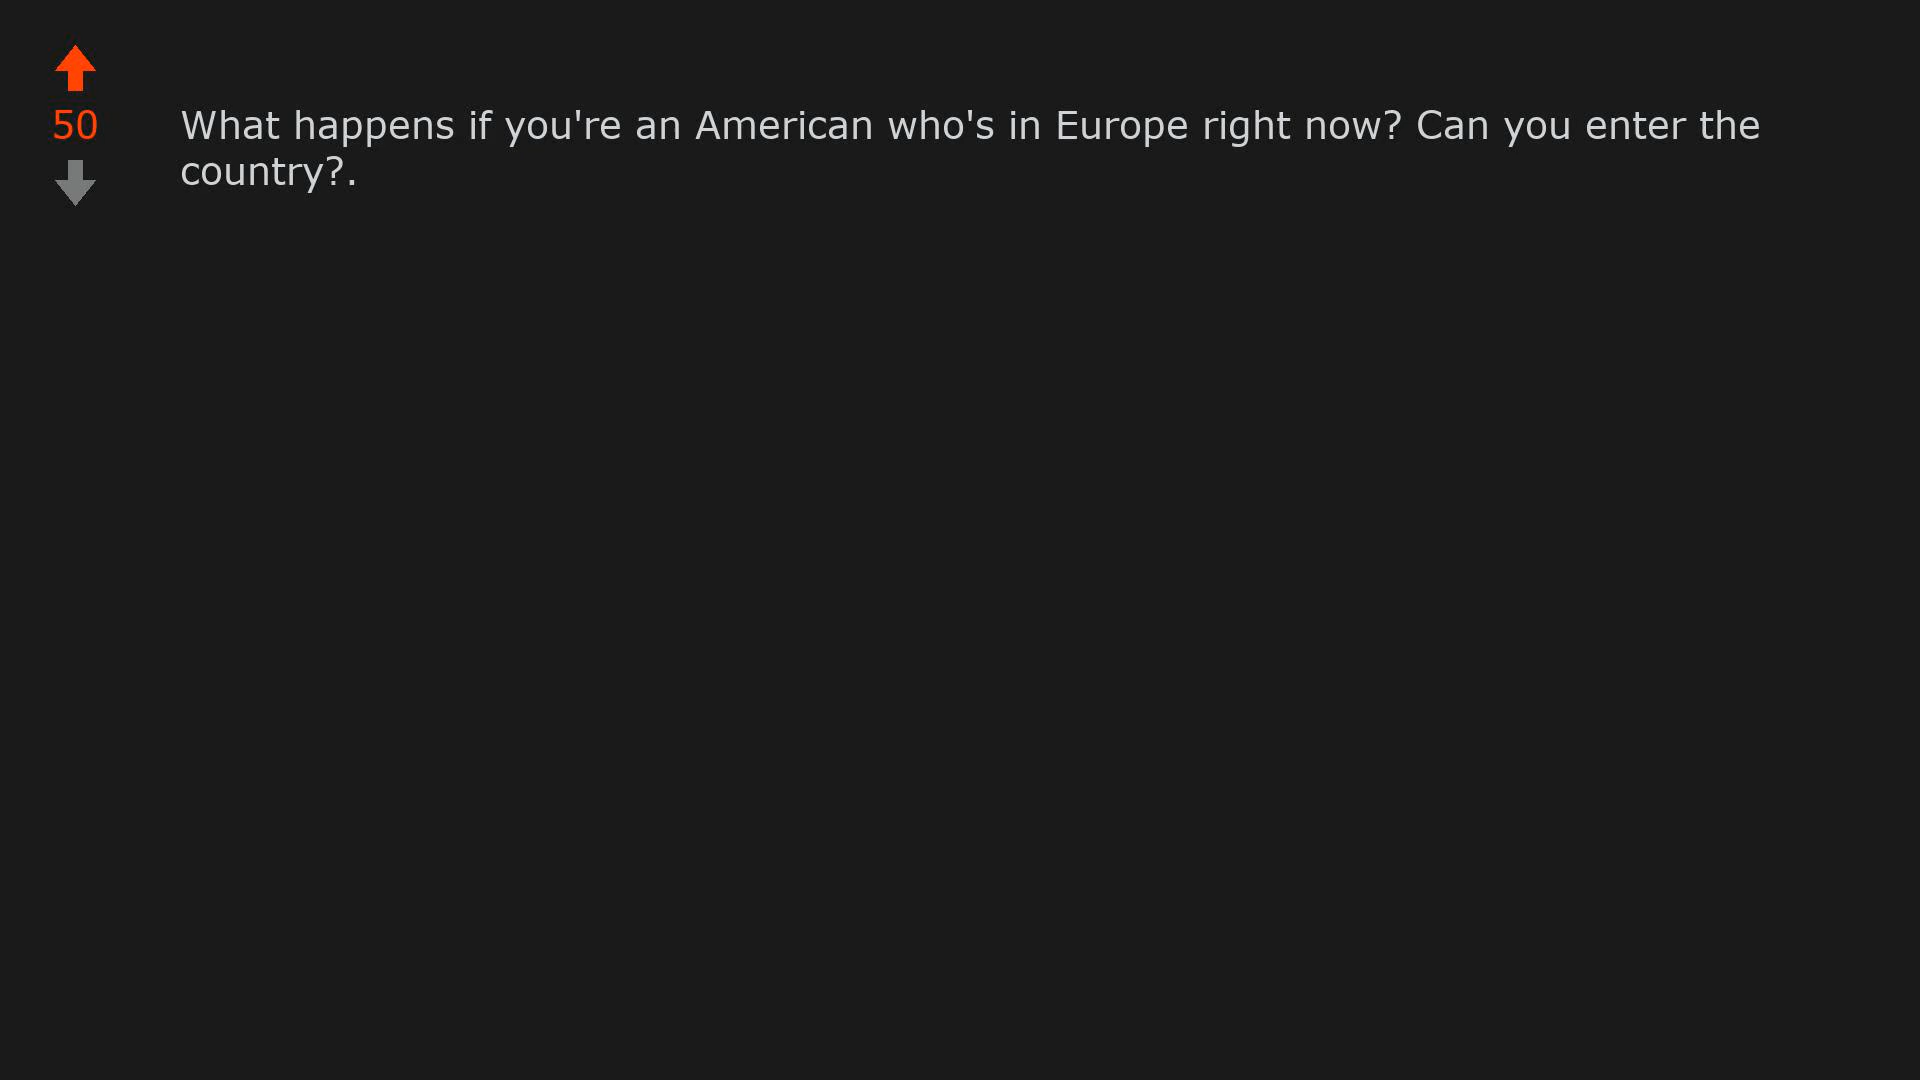 50
What happens if you're an American who's in Europe right now? Can you enter the
country?.